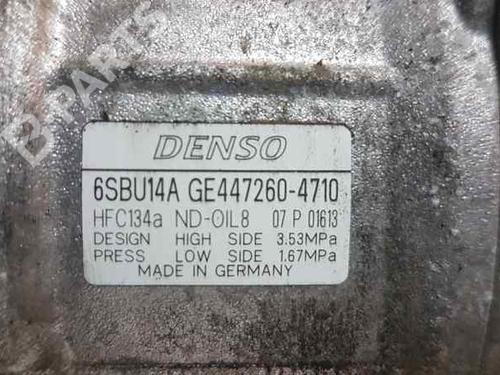 B-PARTS
DENSO
6SBU14A GE447260-4710
HFC134a ND-OIL8 07 P 01613
DESIGN HIGH SIDE 3.53MPa
PRESS LOW SIDE 1.67MPa
MADE IN GERMANY